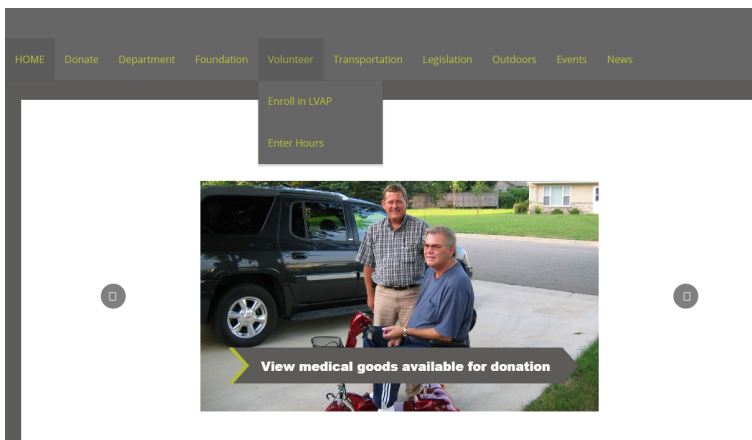 HOME Donate Department Foundation Volunteer Transportation Legislation Outdoors Events News
Enroll in LVAP
Enter Hours
View medical goods available for donation